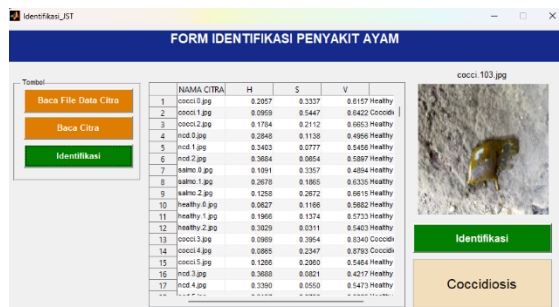 Identifikasi_JST
FORM IDENTIFIKASI PENYAKIT AYAM
Tombol
Baca File Data Citra
Baca Citra
Identifikasi
NAMA CITRA H S V
1 cocci.0.jpg 0.2057 0.3337 0.6157 Healthy
2 cocci.1.jpg 0.0959 0.5447 0.6422 Coccidi
3 cocci.2.jpg 0.1784 0.2112 0.6653 Healthy
4 ncd.0.jpg 0.2848 0.1138 0.4956 Healthy
5 ncd.1.jpg 0.3403 0.0777 0.5456 Healthy
6 ncd.2.jpg 0.3684 0.0654 0.5897 Healthy
7 salmo.0.jpg 0.1091 0.3357 0.4894 Healthy
8 salmo.1.jpg 0.2678 0.1865 0.6335 Healthy
9 salmo.2.jpg 0.1258 0.2672 0.6615 Healthy
10 healthy.0.jpg 0.0627 0.1166 0.5682 Healthy
11 healthy.1.jpg 0.1966 0.1374 0.5733 Healthy
12 healthy.2.jpg 0.3029 0.0311 0.5403 Healthy
13 cocci.3.jpg 0.0969 0.3954 0.8340 Coccidi
14 cocci.4.jpg 0.0865 0.2347 0.8793 Coccidi
15 cocci.5.jpg 0.1266 0.2060 0.5464 Healthy
16 ncd.3.jpg 0.3888 0.0821 0.4217 Healthy
17 ncd.4.jpg 0.3390 0.0550 0.5473 Healthy
cocci.103.jpg
Identifikasi
Coccidiosis